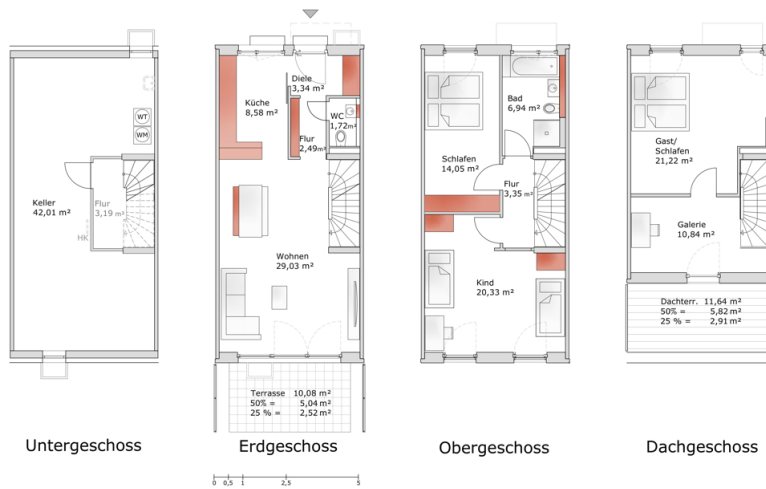 Keller
42,01 m²
Flur
3,19 m²
HK
WT
WM
Untergeschoss
Küche
8,58 m²
Diele
3,34 m²
WC
1,72m²
Flur
2,49m²
Wohnen
29,03 m²
Terrasse 10,08 m²
50% = 5,04 m²
25 % = 2,52 m²
Erdgeschoss
0 0,5 1 2,5 5
Schlafen
14,05 m²
Bad
6,94 m²
Flur
3,35 m²
Kind
20,33 m²
Obergeschoss
Gast/
Schlafen
21,22 m²
Galerie
10,84 m²
Dachterr. 11,64 m²
50% = 5,82 m²
25 % = 2,91 m²
Dachgeschoss